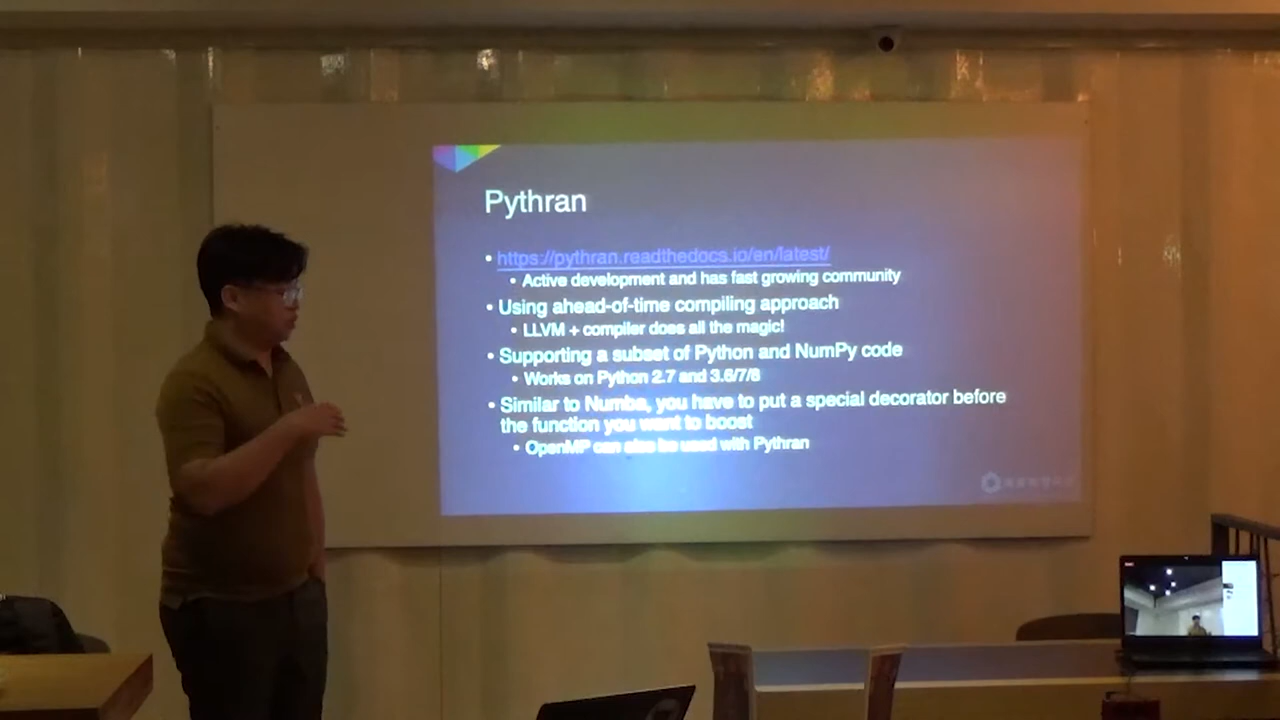 Pythran
• https://pythran.readthedocs.io/en/latest/
• Active development and has fast growing community
• Using ahead-of-time compiling approach
• LLVM + compiler does all the magic!
• Supporting a subset of Python and NumPy code
• Works on Python 2.7 and 3.6/7/8
• Similar to Numba, you have to put a special decorator before
the function you want to boost
• OpenMP can also be used with Pythran